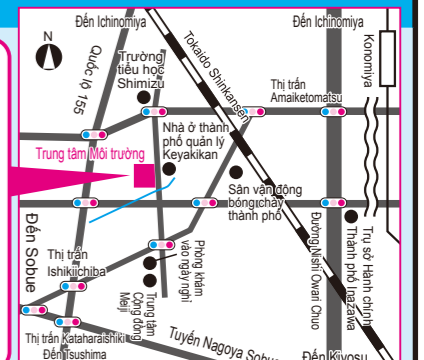 Đến Ichinomiya
Đến Ichinomiya
N
Quốc lộ 155
Trường
tiểu học
Shimizu
Tokaido Shinkansen
Konomiya
Thị trấn
Amaiketomatsu
Nhà ở thành
phố quản lý
Keyakikan
Trung tâm Môi trường
Sân vận động
bóng chày
thành phố
Đến Sobue
Thị trấn
Ishikiichiba
Phòng khám
vào ngày nghỉ
Trung tâm
Cộng đồng
Meiji
Đường Nishi Owari Chuo
Trụ sở Hành chính
Thành phố Inazawa
Thị trấn Kataharaishiki
Đến Tsushima
Tuyến Nagoya Sobue
Đến Kiyosu